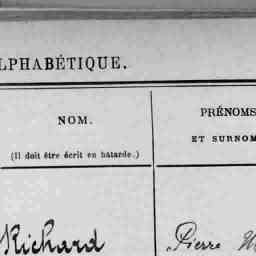 ALPHABÉTIQUE.
NOM.
PRÉNOMS
ET SURNOM
(Il doit être écrit en bâtarde.)
Richard
Pierre